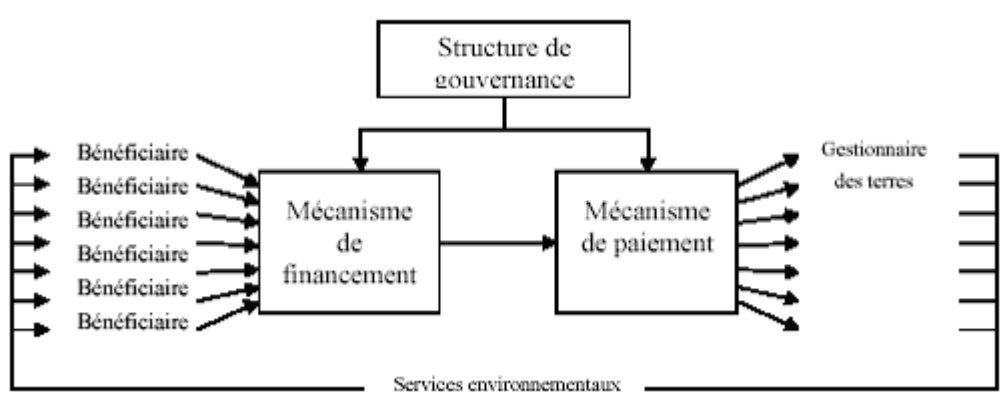 Structure de
gouvernance
Bénéficiaire
Bénéficiaire
Bénéficiaire
Bénéficiaire
Bénéficiaire
Bénéficiaire
Mécanisme
de
financement
Mécanisme
de paiement
Gestionnaire
des terres
Services environnementaux